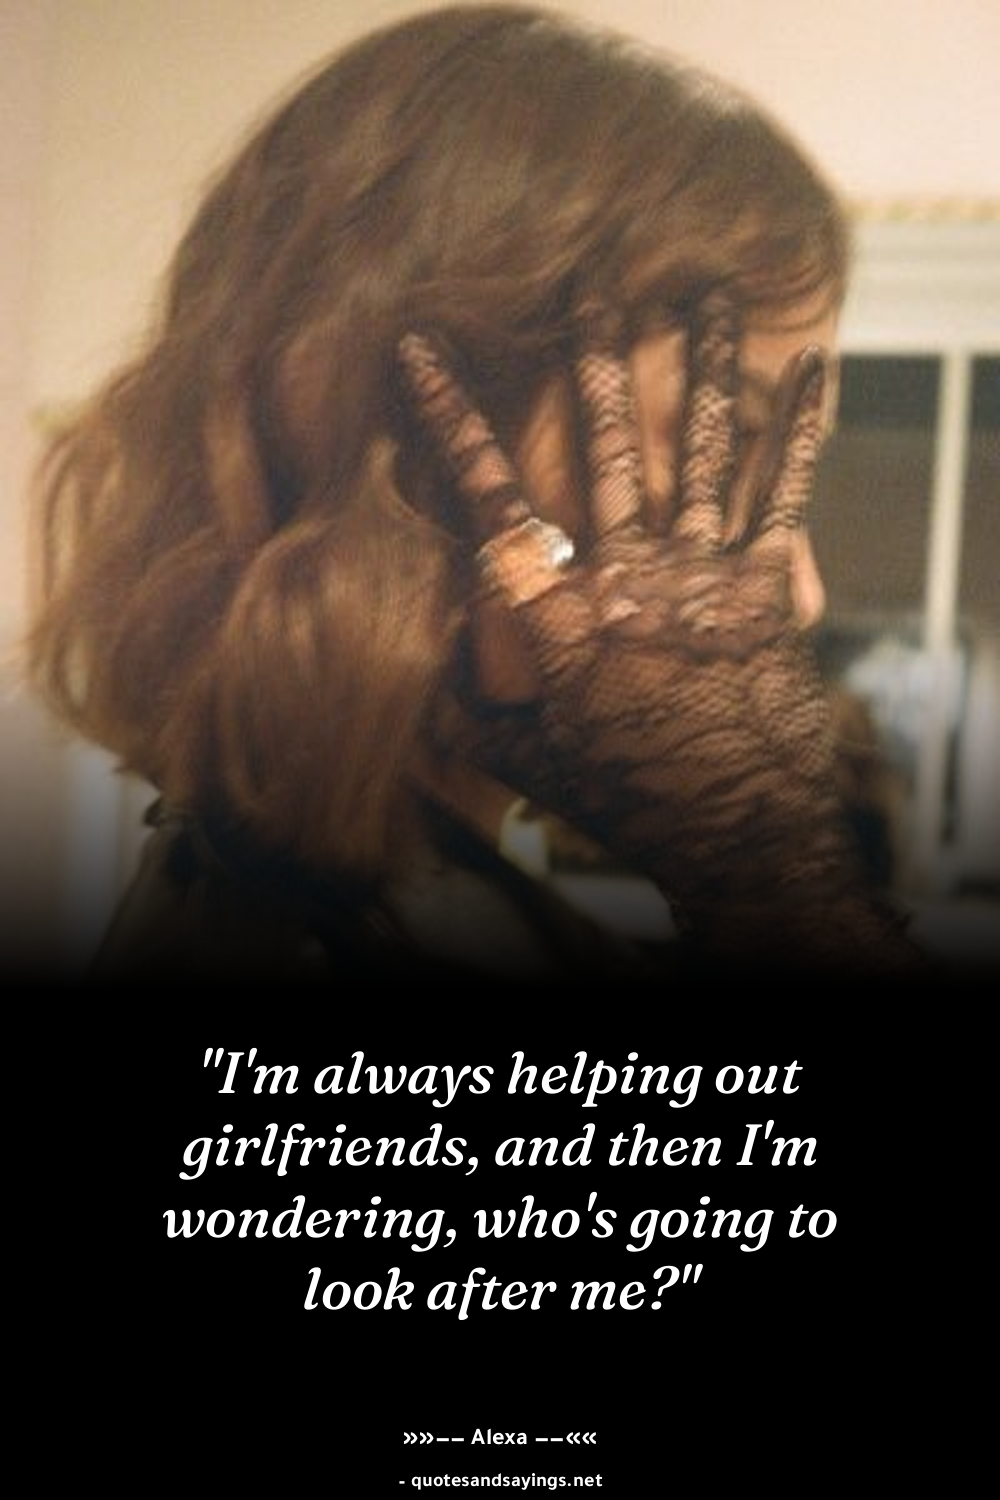 "I'm always helping out
girlfriends, and then I'm
wondering, who's going to
look after me?"
»»−− Alexa −−««
- quotesandsayings.net